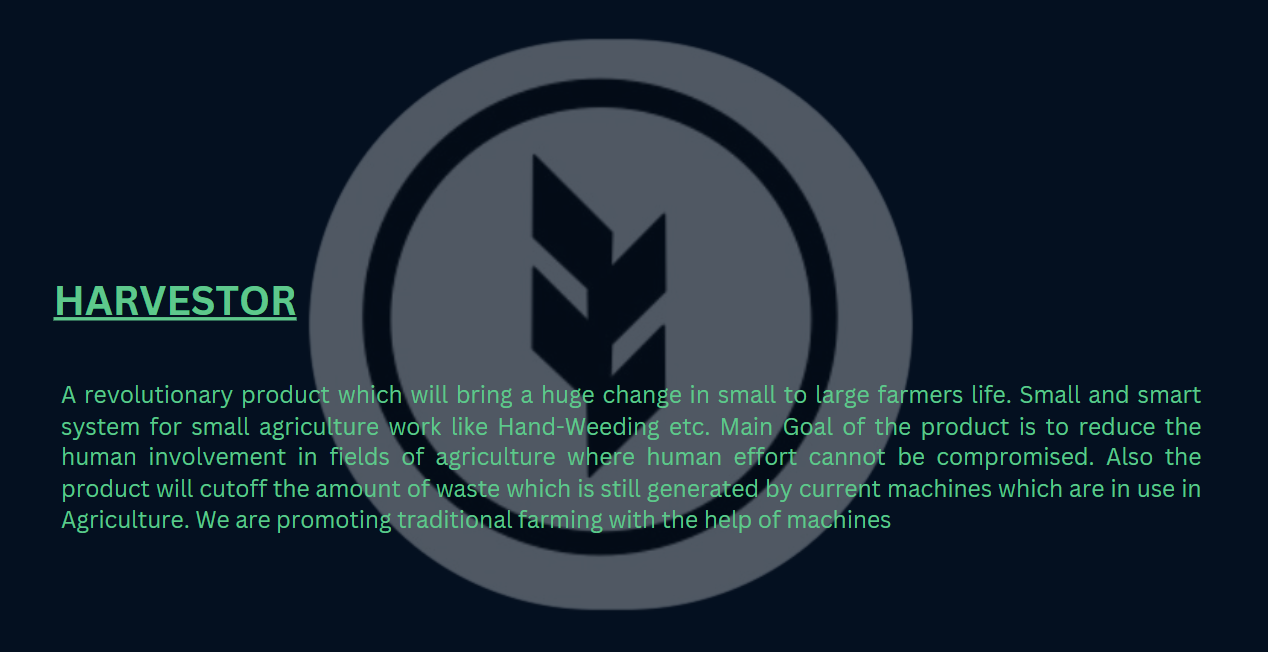 HARVESTOR
A revolutionary product which will bring a huge change in small to large farmers life. Small and smart
system for small agriculture work like Hand-Weeding etc. Main Goal of the product is to reduce the
human involvement in fields of agriculture where human effort cannot be compromised. Also the
product will cutoff the amount of waste which is still generated by current machines which are in use in
Agriculture. We are promoting traditional farming with the help of machines